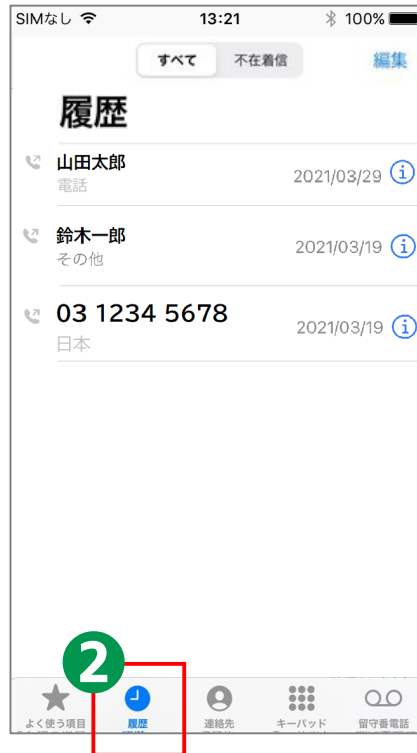 SIMなし 13:21 100%
すべて 不在着信 編集
履歴
山田太郎
電話 2021/03/29
鈴木一郎
その他 2021/03/19
03 1234 5678
日本 2021/03/19
2
よく使う項目 履歴 連絡先 キーパッド 留守番電話